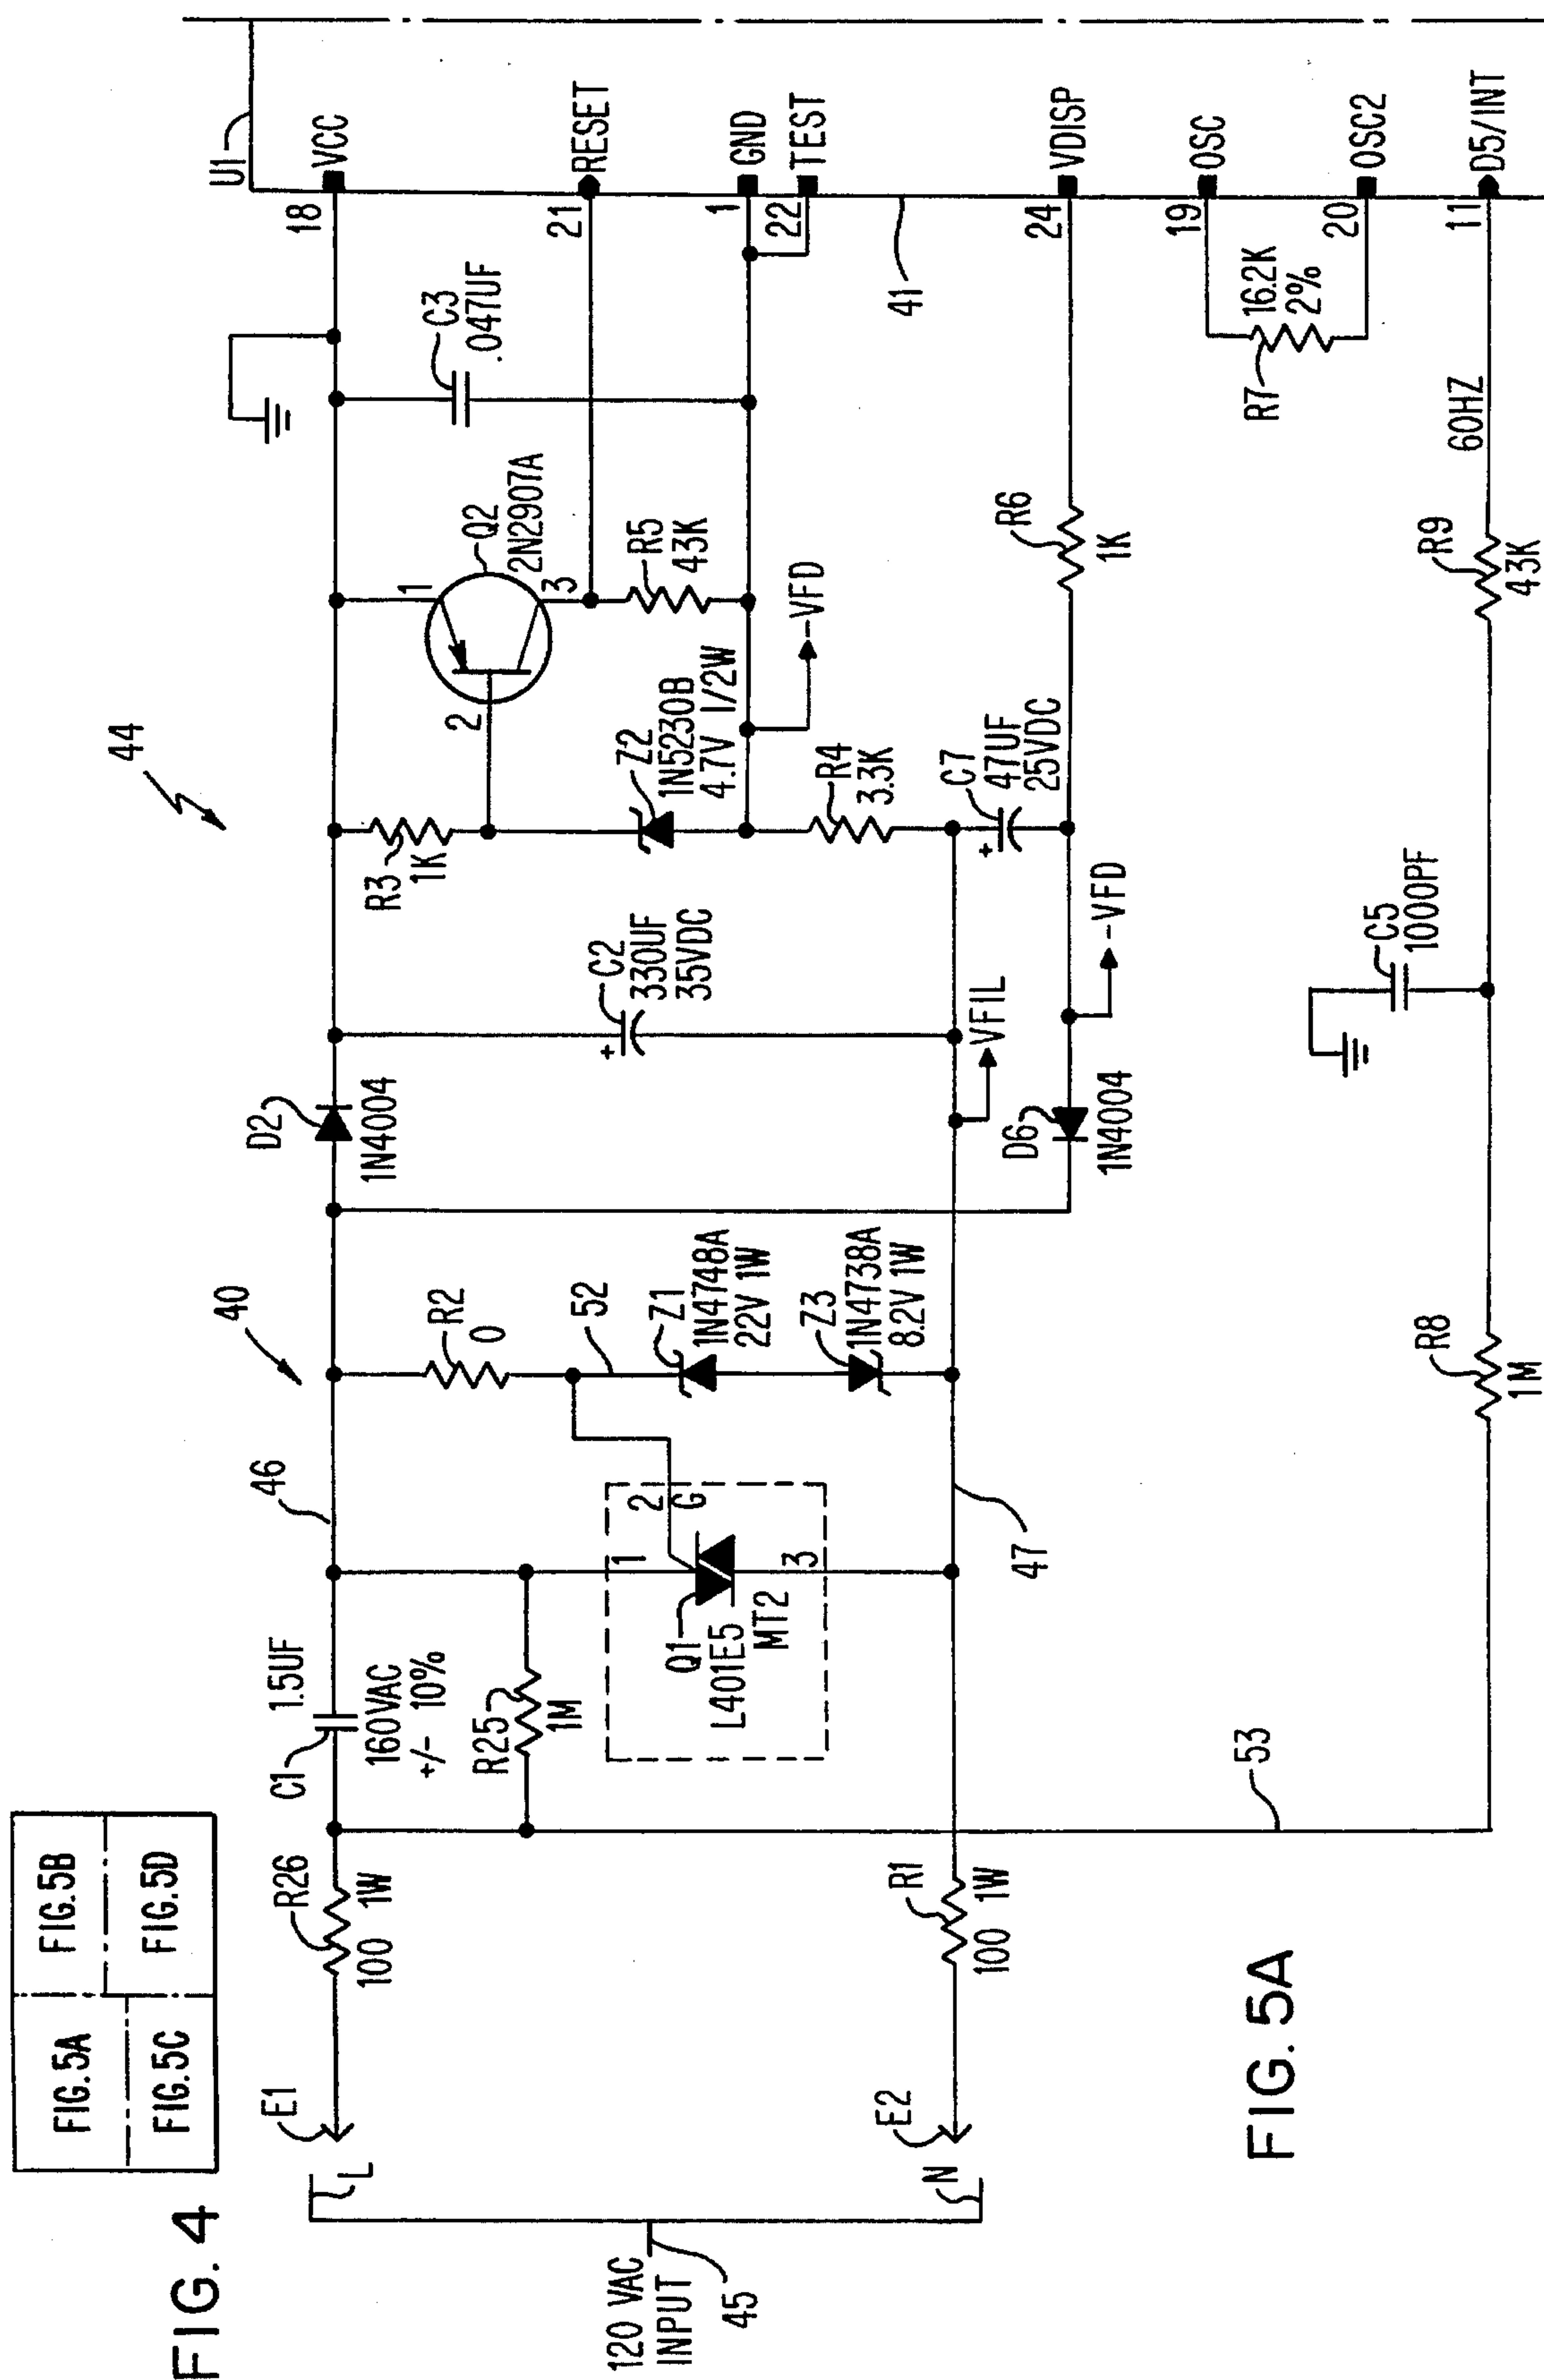 FIG. 4
FIG.5A
FIG.5B
FIG.5C
FIG.5D
120 VAC
INPUT
45
L
N
E1
E2
R26
100 1W
R1
100 1W
C1
1.5UF
160VAC
+/- 10%
R25
1M
Q1
L401E5
MT2
1
2
G
3
46
47
40
R2
0
52
Z1
1N4748A
22V 1W
Z3
1N4738A
8.2V 1W
D2
1N4004
D6
1N4004
VFIL
-VFD
C2
330UF
35VDC
+
44
R3
1K
Z2
1N5230B
4.7V 1/2W
R4
3.3K
C7
47UF
25VDC
+
2
1
3
Q2
2N2907A
R5
43K
-VFD
C3
.047UF
R6
1K
U1
18
VCC
21
RESET
1
GND
22
TEST
41
24
VDISP
19
OSC
R7
16.2K
2%
20
OSC2
11
D5/INT
53
R8
1M
C5
1000PF
R9
43K
60HZ
FIG. 5A